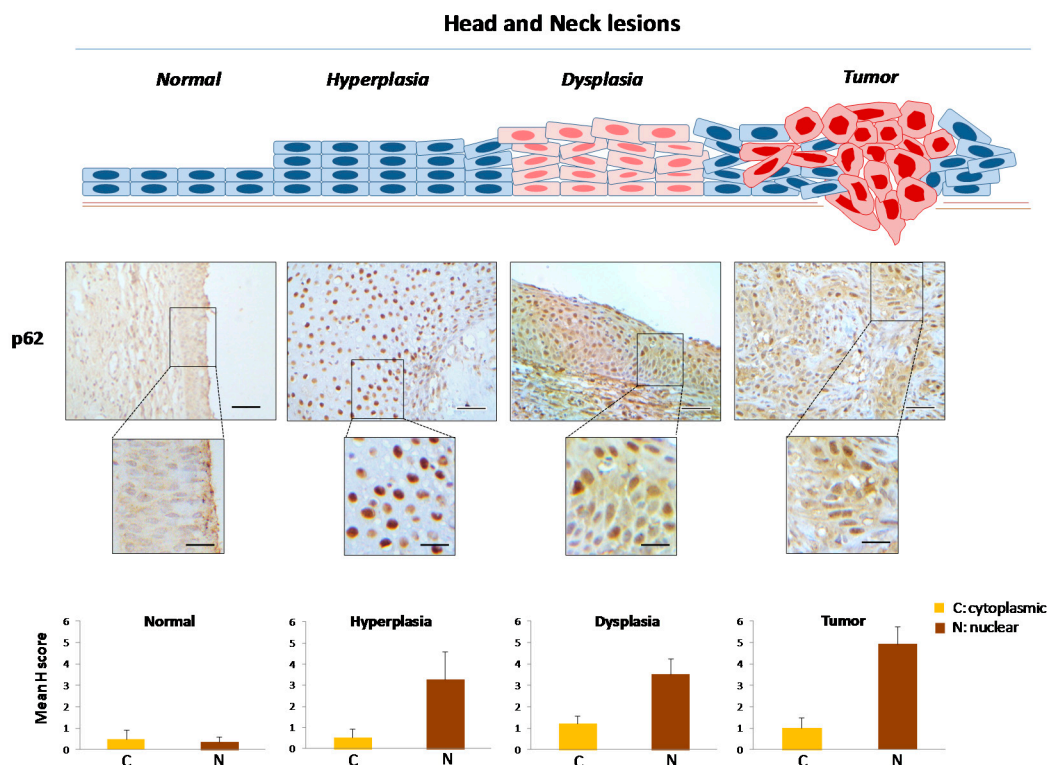 Head and Neck lesions
Normal Hyperplasia Dysplasia Tumor
p62
C: cytoplasmic
N: nuclear
Mean H score
Normal
6
5
4
3
2
1
0
C N
Hyperplasia
6
5
4
3
2
1
0
C N
Dysplasia
6
5
4
3
2
1
0
C N
Tumor
6
5
4
3
2
1
0
C N